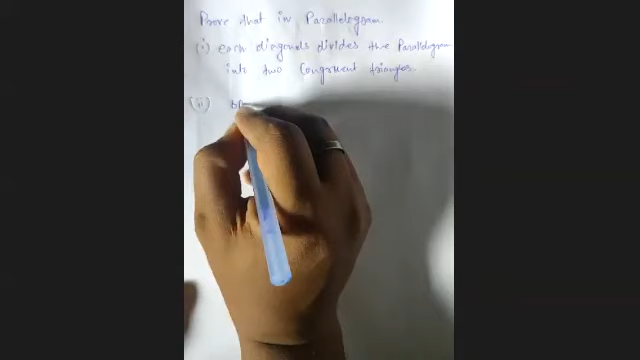 Prove that in Parallelogram.
(i) each diagonals divides the Parallelogram
into two Congruent triangles.
(ii)